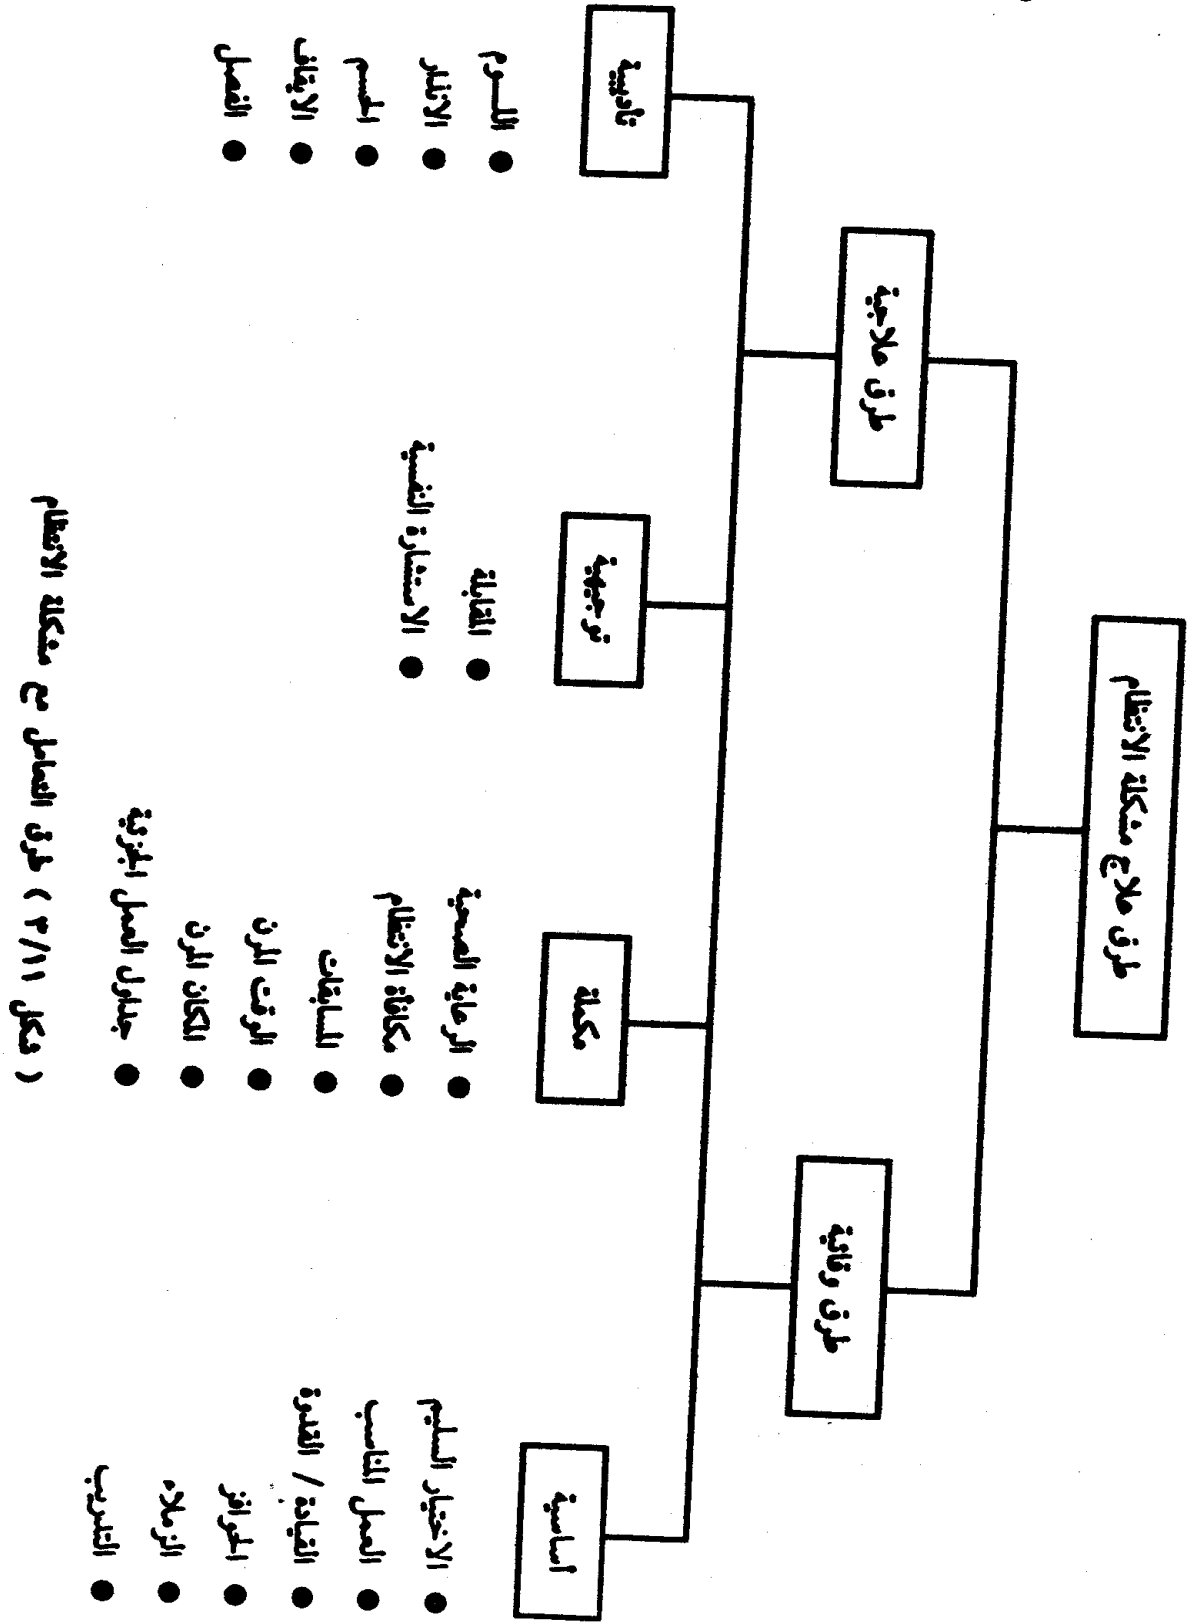 طرق علاج مشكلة الانتظام
طرق وقائية
طرق علاجية
أساسية
مكملة
توجيهية
تأديبية
● الاختيار السليم
● العمل المناسب
● القيادة / القدوة
● الحوافز
● الزملاء
● التدريب
● الرعاية الصحية
● مكافأة الانتظام
● المسابقات
● الوقت المرن
● المكان المرن
● جداول العمل الجزئية
● المقابلة
● الاستشارة النفسية
● اللوم
● الانذار
● الخصم
● الايقاف
● الفصل
( شكل ٣/١١ ) طرق التعامل مع مشكلة الانتظام